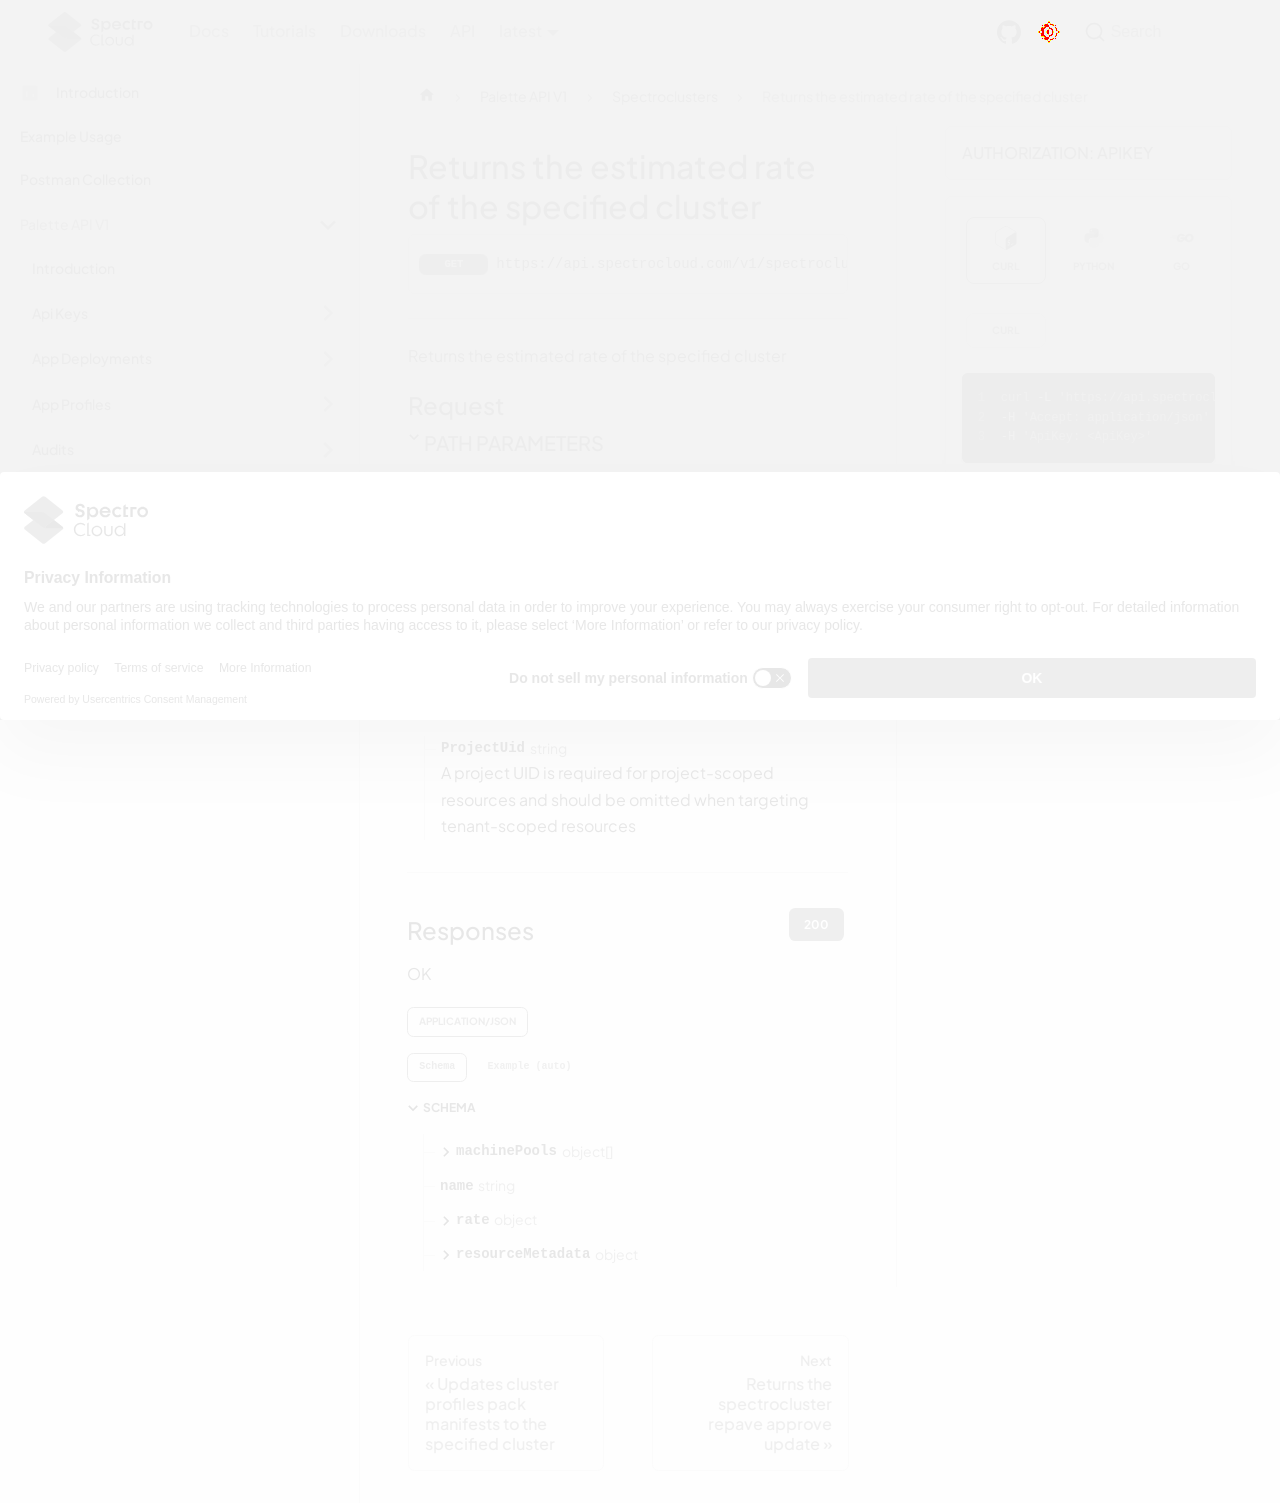 Spectro
Cloud
Docs
Tutorials
Downloads
API
latest
Search
Introduction
Example Usage
Postman Collection
Palette API V1
Introduction
Api Keys
App Deployments
App Profiles
Audits
Palette API V1
Spectroclusters
Returns the estimated rate of the specified cluster
Returns the estimated rate
of the specified cluster
GET
Returns the estimated rate of the specified cluster
Request
PATH PARAMETERS
AUTHORIZATION: APIKEY
CURL
PYTHON
GO
CURL
Spectro
Cloud
Privacy Information
We and our partners are using tracking technologies to process personal data in order to improve your experience. You may always exercise your consumer right to opt-out. For detailed information
about personal information we collect and third parties having access to it, please select 'More Information' or refer to our privacy policy.
Privacy policy
Terms of service
More Information
Powered by Usercentrics Consent Management
Do not sell my personal information
OK
ProjectUid string
A project UID is required for project-scoped
resources and should be omitted when targeting
tenant-scoped resources
Responses
200
OK
APPLICATION/JSON
Schema
Example (auto)
SCHEMA
machinePools object[]
name string
rate object
resourceMetadata object
Previous
« Updates cluster
profiles pack
manifests to the
specified cluster
Next
Returns the
spectrocluster
repave approve
update »